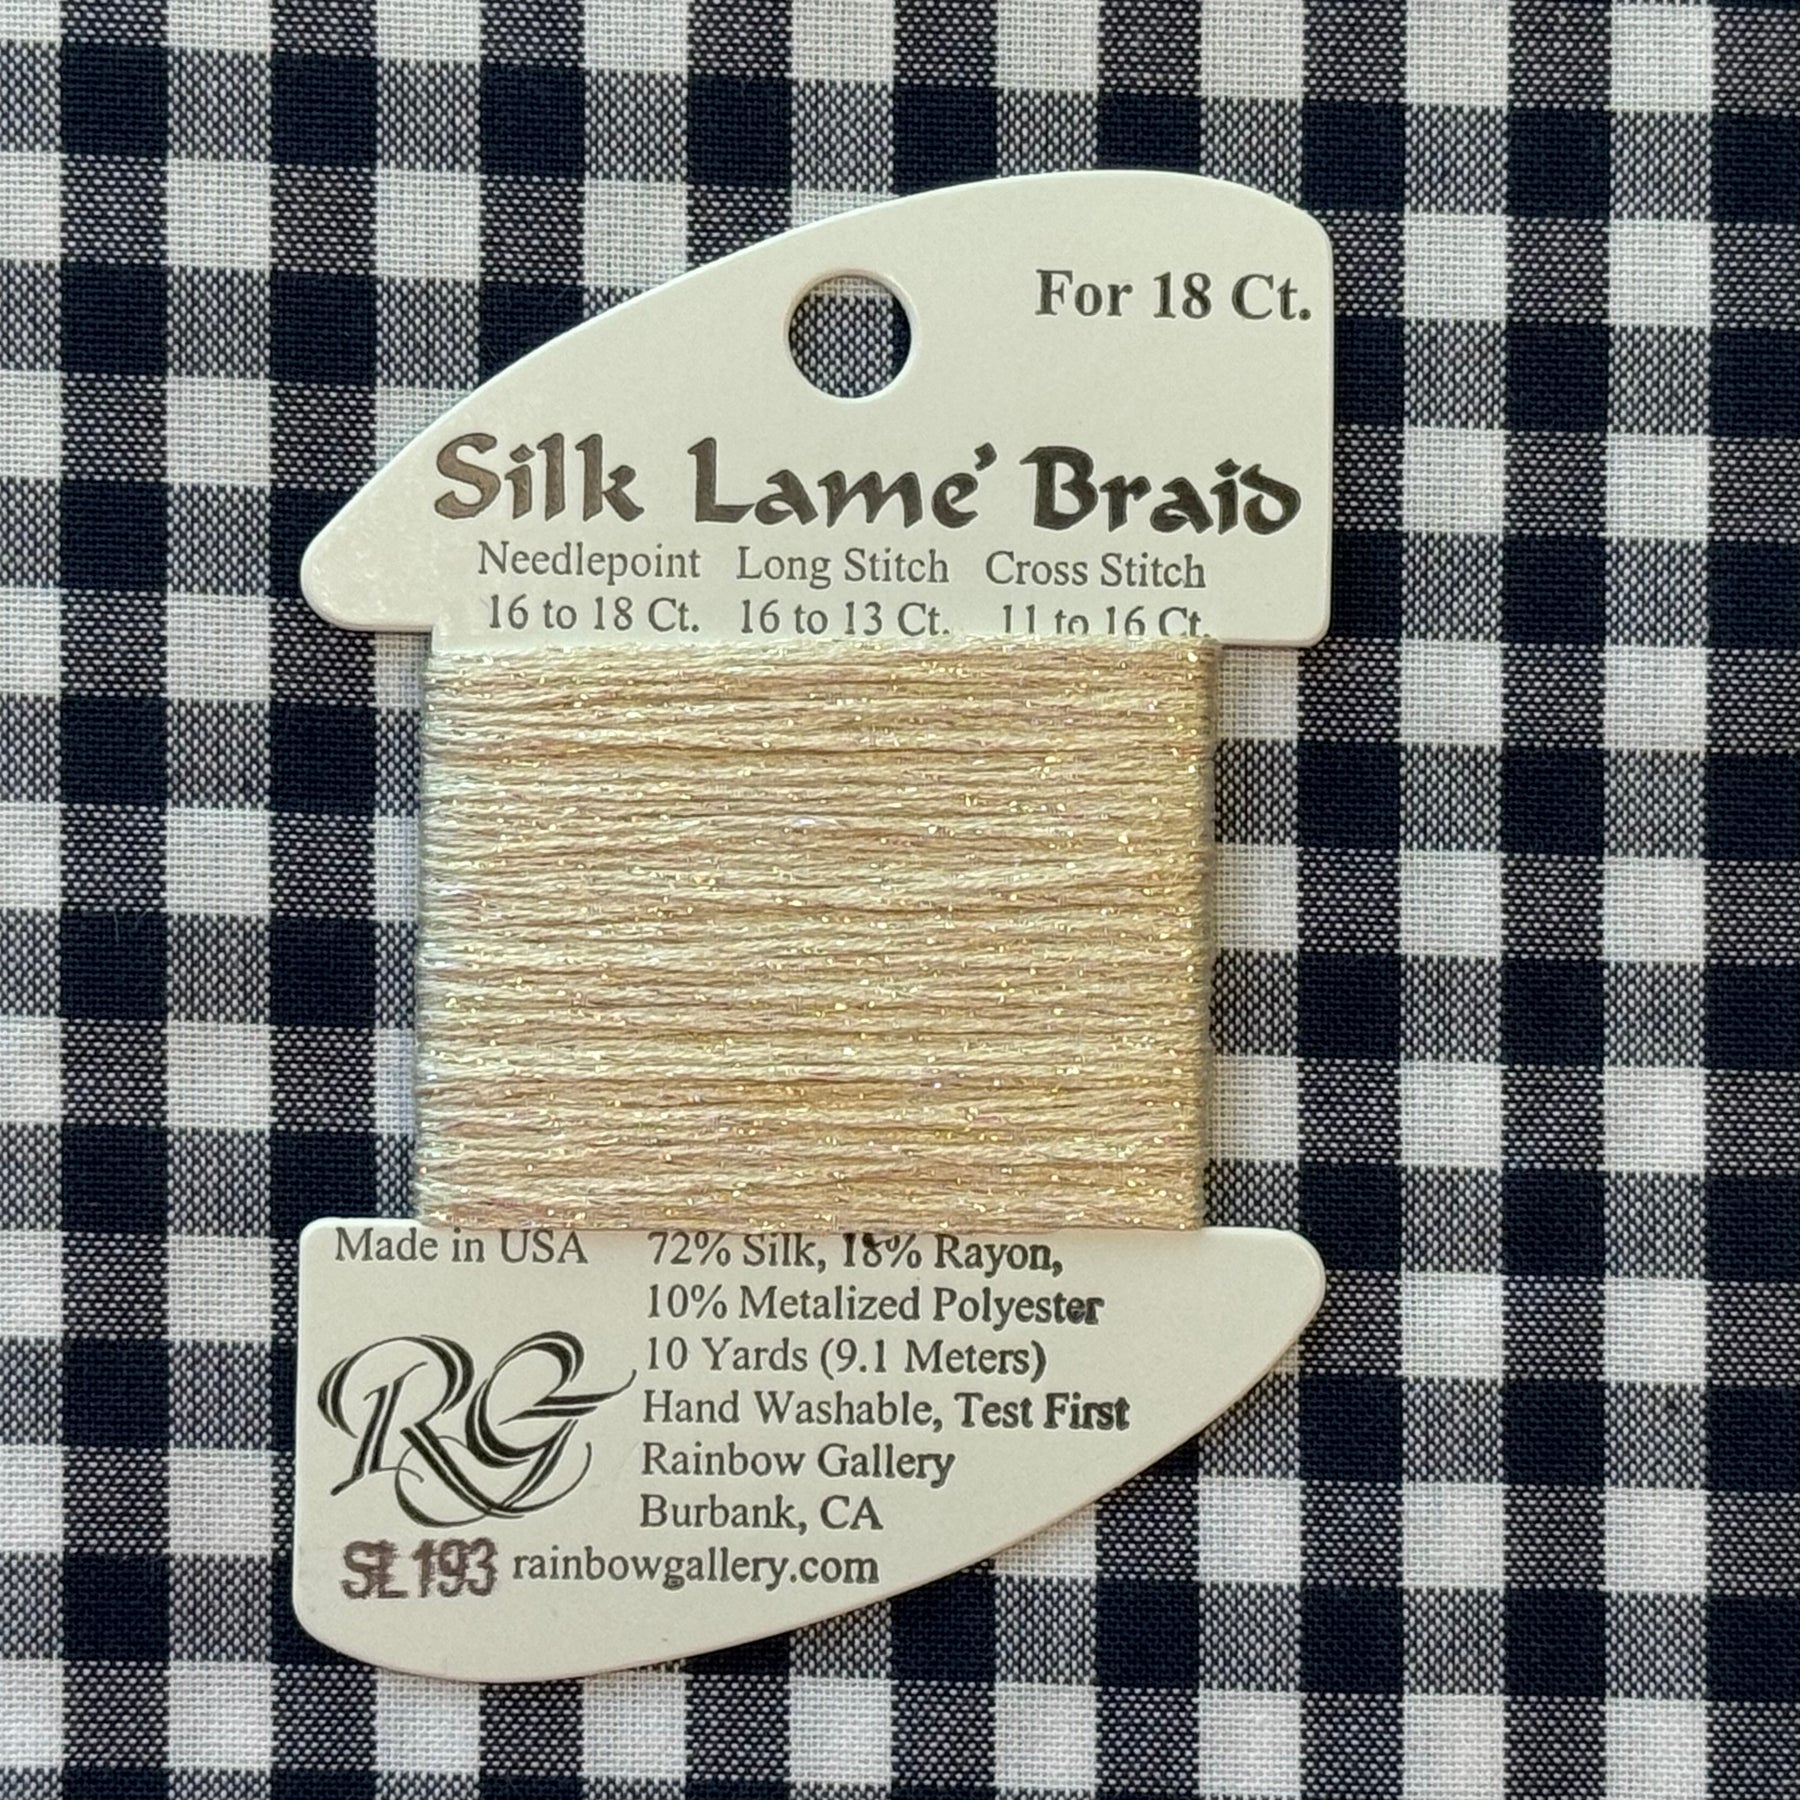 For 18 Ct.
Silk Lame' Braid
Needlepoint Long Stitch Cross Stitch
16 to 18 Ct. 16 to 13 Ct. 11 to 16 Ct.
Made in USA
72% Silk, 18% Rayon,
10% Metalized Polyester
10 Yards (9.1 Meters)
Hand Washable, Test First
Rainbow Gallery
Burbank, CA
rainbowgallery.com
RG
SL193